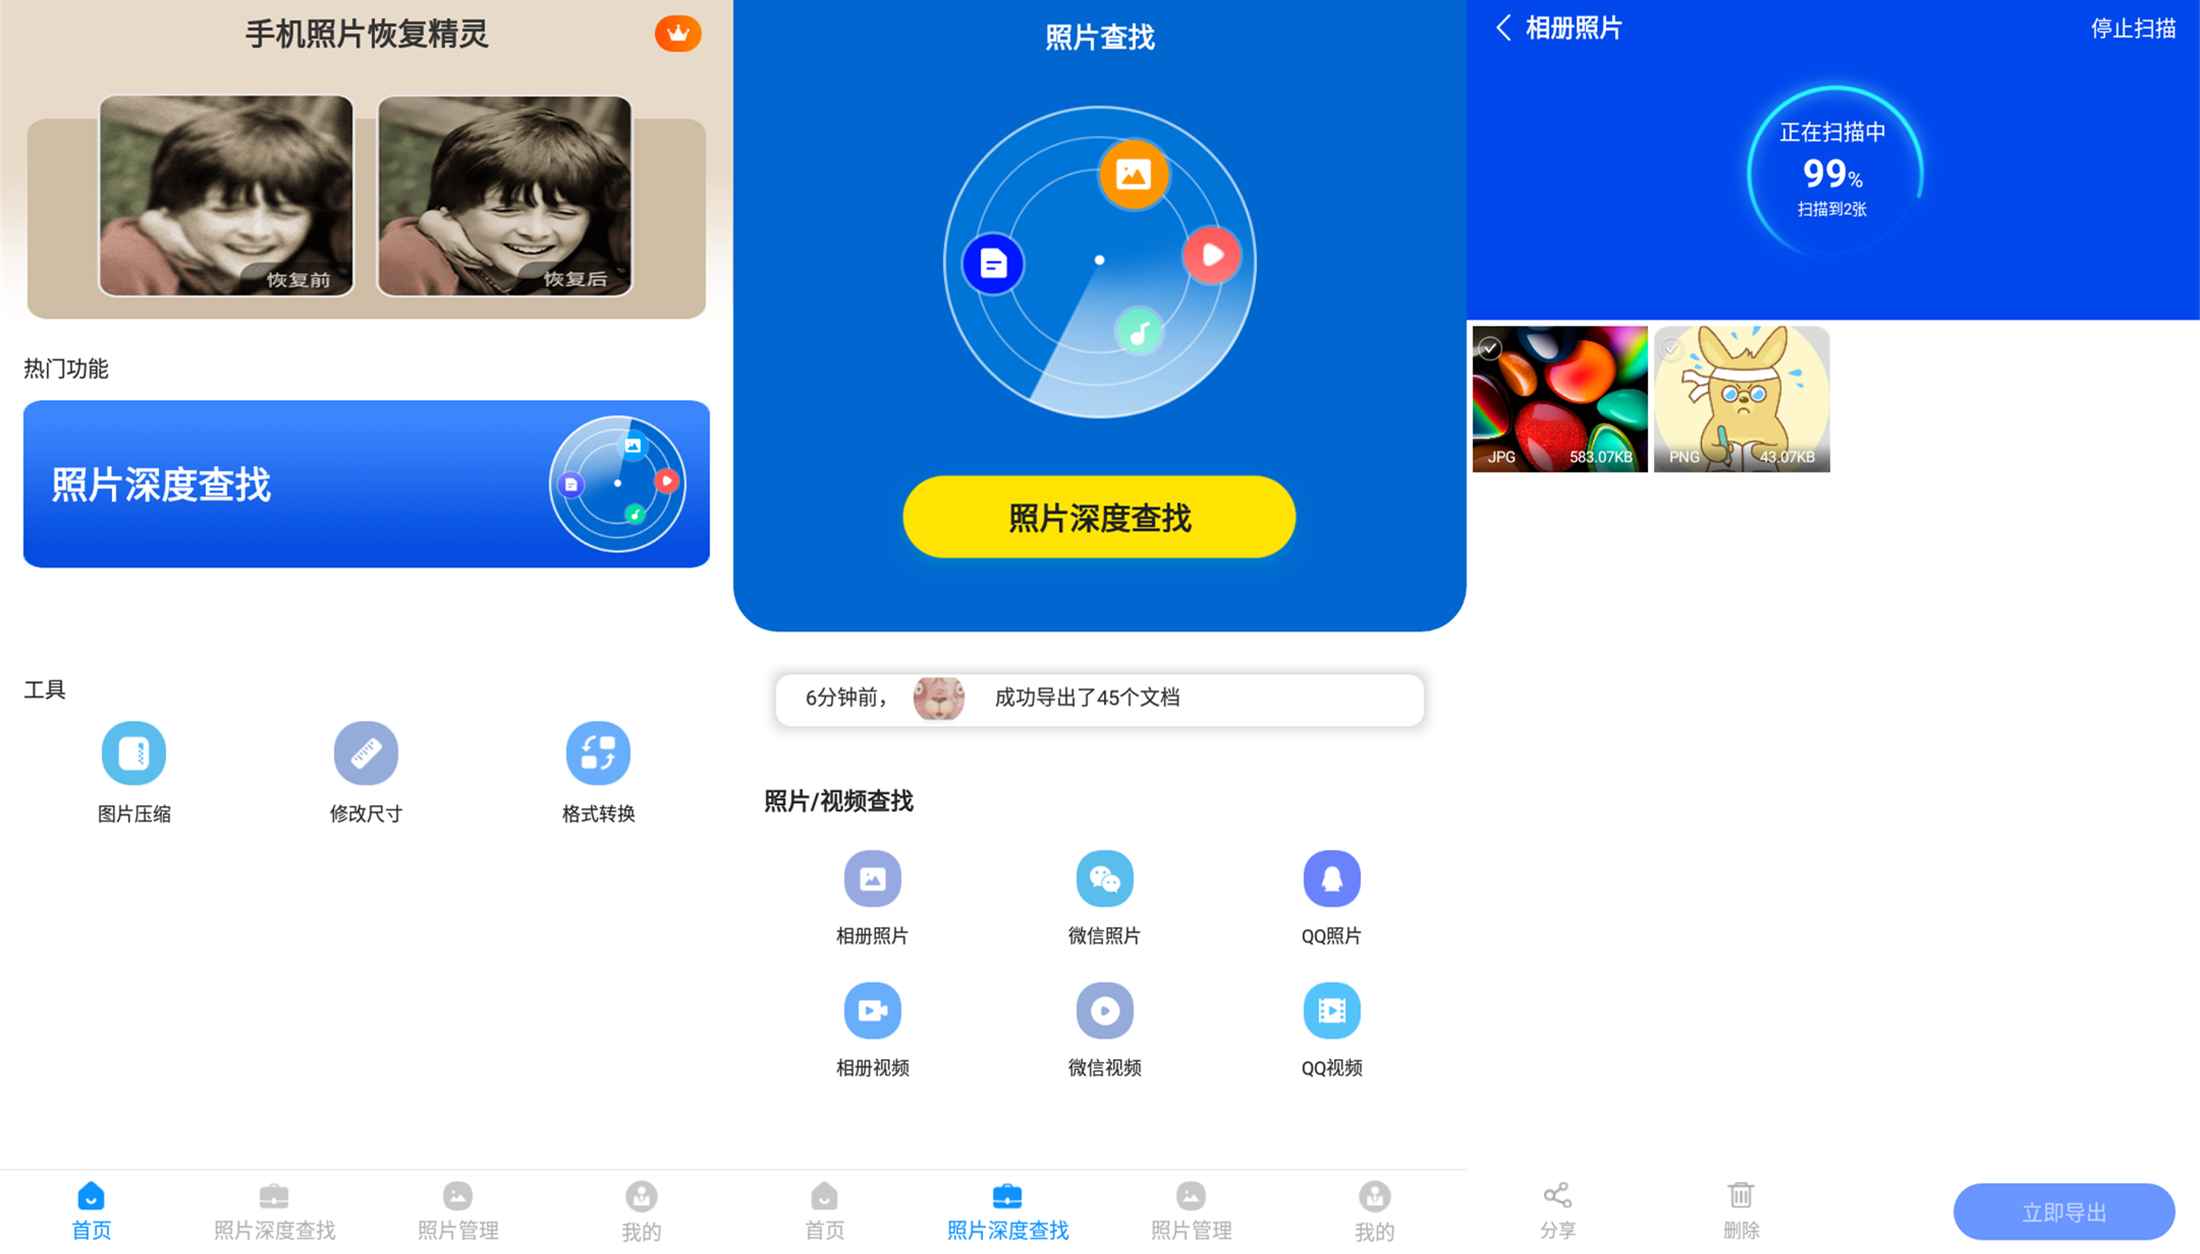 手机照片恢复精灵
恢复前
恢复后
热门功能
照片深度查找
工具
图片压缩
修改尺寸
格式转换
首页
照片深度查找
照片管理
我的
照片查找
照片深度查找
6分钟前，
成功导出了45个文档
照片/视频查找
相册照片
微信照片
QQ照片
相册视频
微信视频
QQ视频
首页
照片深度查找
照片管理
我的
相册照片
停止扫描
正在扫描中
99%
扫描到2张
JPG
583.07KB
PNG
43.07KB
分享
删除
立即导出